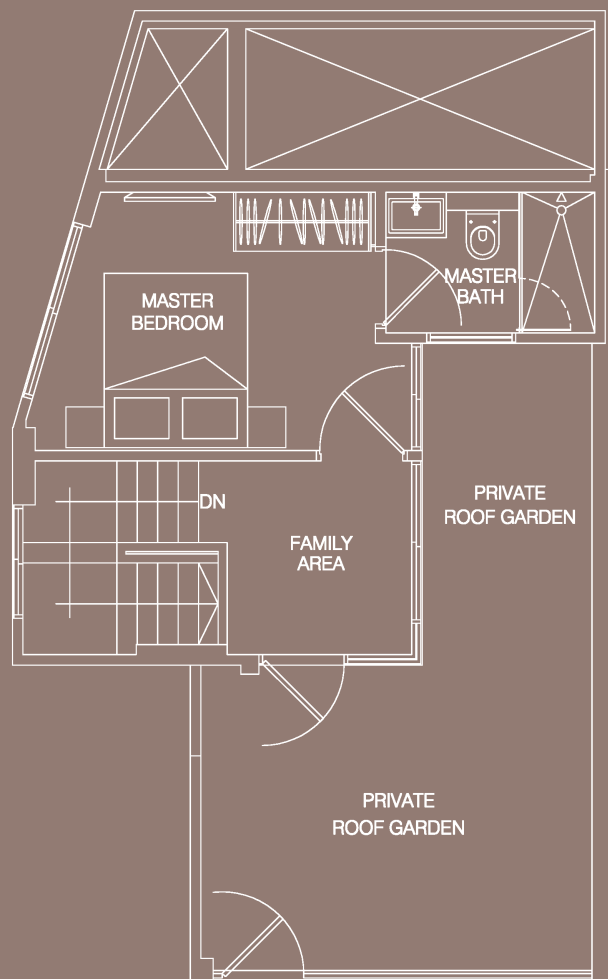 MASTER
BATH
MASTER
BEDROOM
DN
PRIVATE
ROOF GARDEN
FAMILY
AREA
PRIVATE
ROOF GARDEN